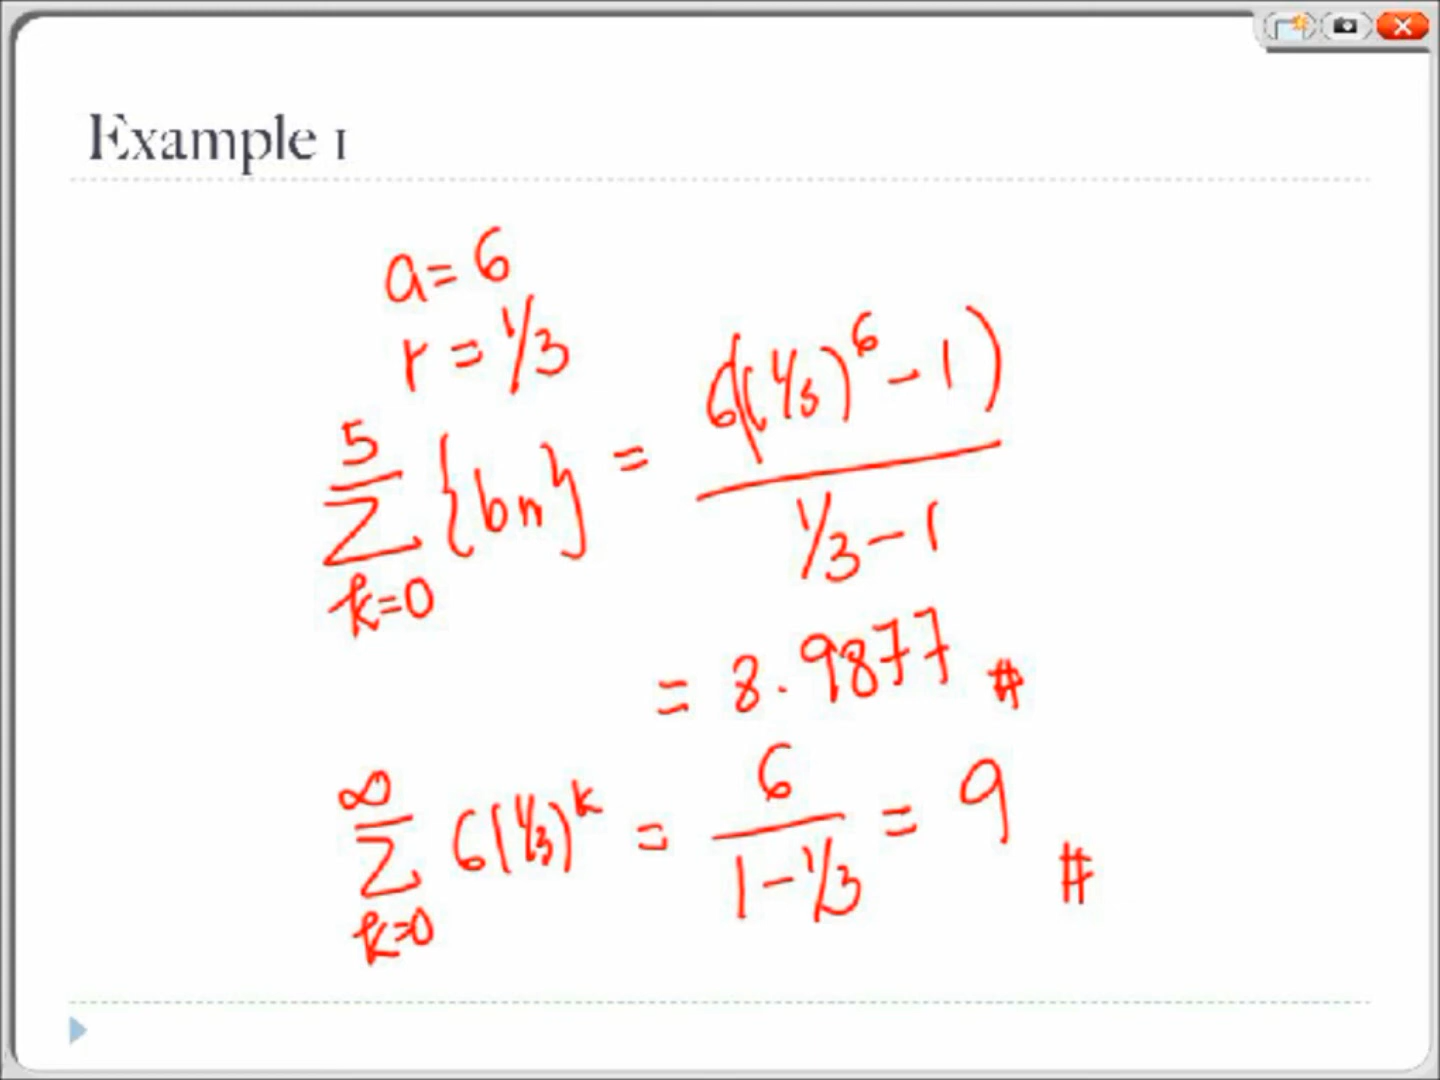 Example 1
a = 6
r = 1/3
5 ∑ k=0 {bn} = 6((1/3)^6 - 1) / (1/3 - 1)
= 8.9877 #
∞ ∑ k=0 6(1/3)^k = 6 / (1 - 1/3) = 9 #